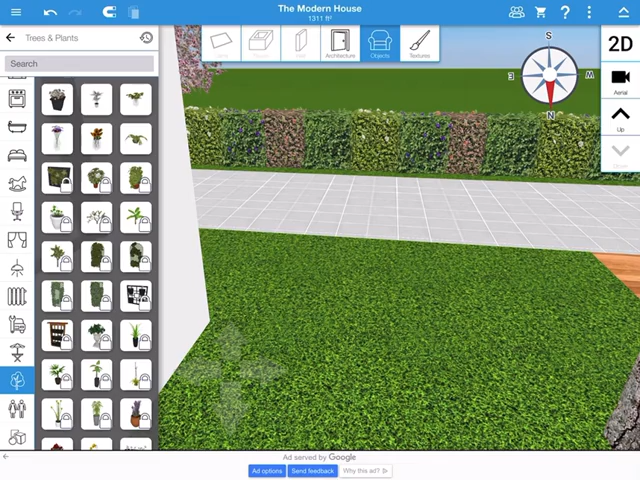 The Modern House
1311 ft²
Trees & Plants
Search
Architecture
Objects
Textures
S
E
W
N
2D
Aerial
Up
Ad served by Google
Ad options
Send feedback
Why this ad?